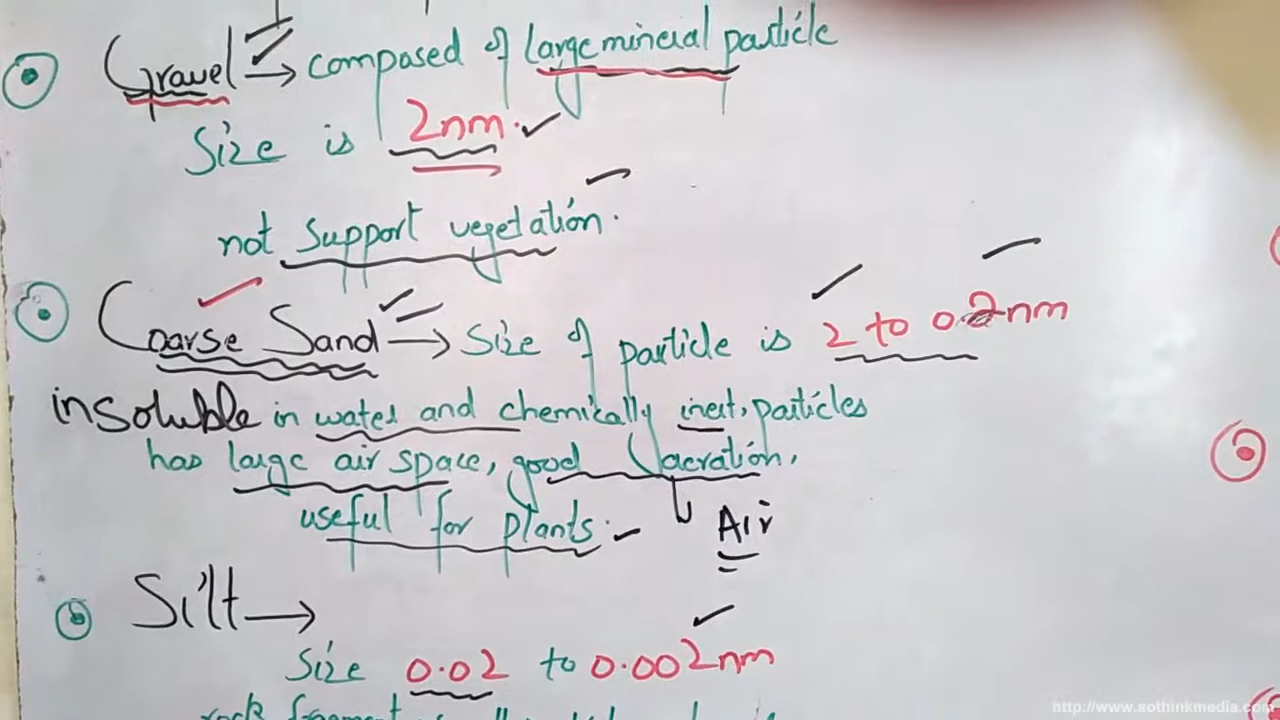 Gravel → composed of large mineral particle
Size is 2nm.
not support vegetation.
Coarse Sand → Size of particle is 2 to 0.2nm
insoluble in water and chemically inert, particles
has large air space, good aeration,
useful for plants.
Air
Silt →
Size 0.02 to 0.002nm
rock
http://www.sothinkmedia.com